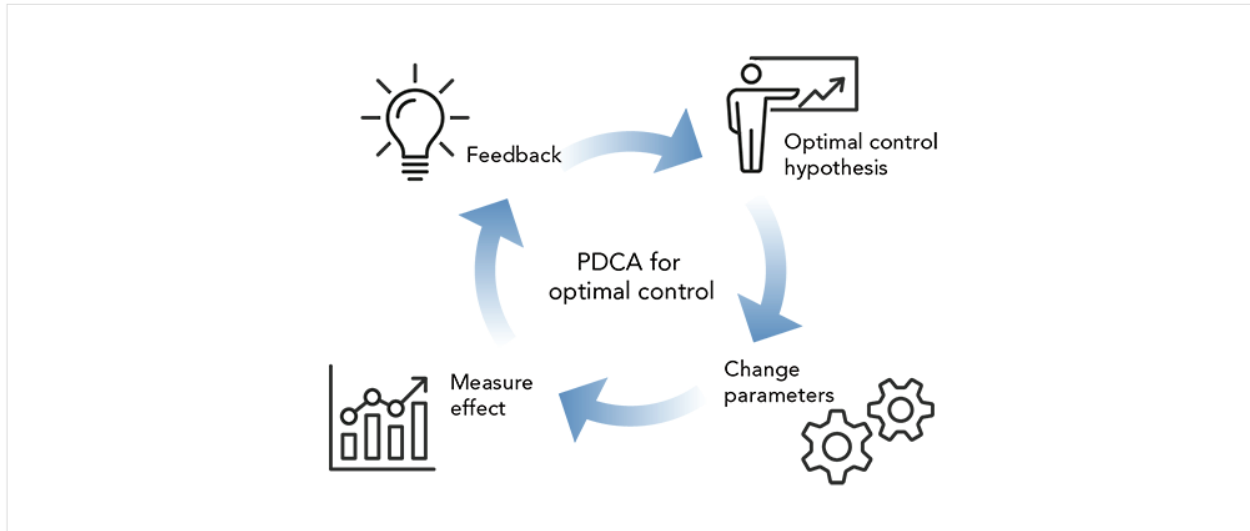 Feedback
Optimal control
hypothesis
PDCA for
optimal control
Change
parameters
Measure
effect